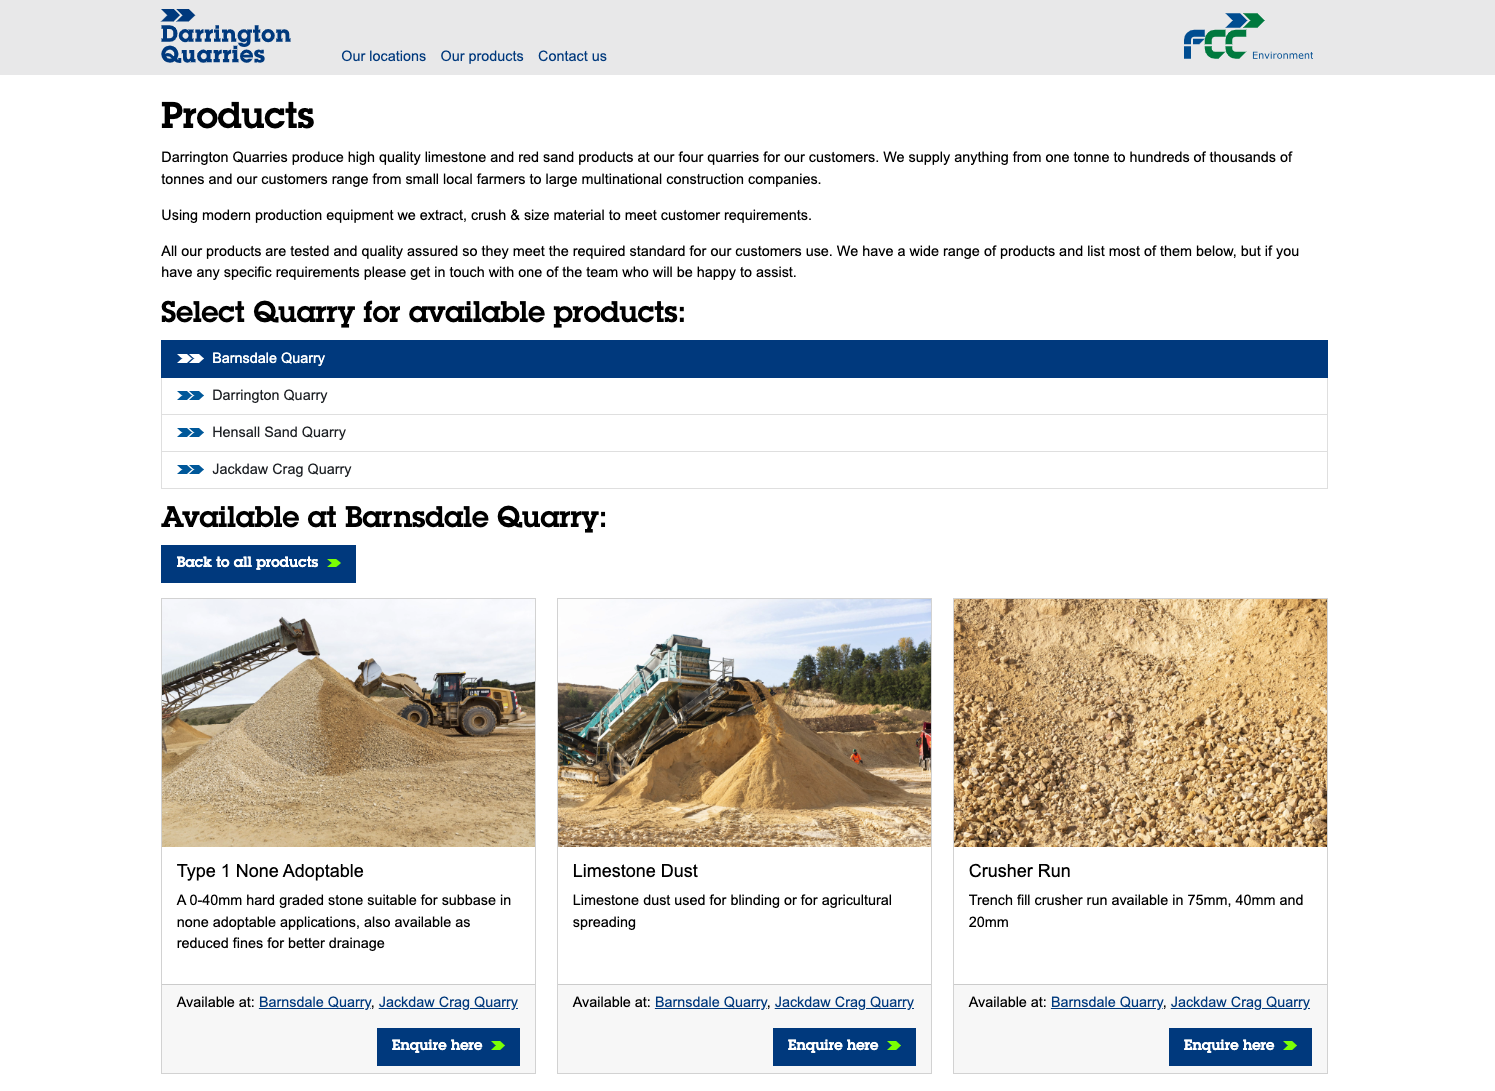 Darrington
Quarries
Our locations
Our products
Contact us
FCC
Environment
Products
Darrington Quarries produce high quality limestone and red sand products at our four quarries for our customers. We supply anything from one tonne to hundreds of thousands of
tonnes and our customers range from small local farmers to large multinational construction companies.
Using modern production equipment we extract, crush & size material to meet customer requirements.
All our products are tested and quality assured so they meet the required standard for our customers use. We have a wide range of products and list most of them below, but if you
have any specific requirements please get in touch with one of the team who will be happy to assist.
Select Quarry for available products:
Barnsdale Quarry
Darrington Quarry
Hensall Sand Quarry
Jackdaw Crag Quarry
Available at Barnsdale Quarry:
Back to all products
Type 1 None Adoptable
A 0-40mm hard graded stone suitable for subbase in
none adoptable applications, also available as
reduced fines for better drainage
Available at: Barnsdale Quarry, Jackdaw Crag Quarry
Enquire here
Limestone Dust
Limestone dust used for blinding or for agricultural
spreading
Available at: Barnsdale Quarry, Jackdaw Crag Quarry
Enquire here
Crusher Run
Trench fill crusher run available in 75mm, 40mm and
20mm
Available at: Barnsdale Quarry, Jackdaw Crag Quarry
Enquire here